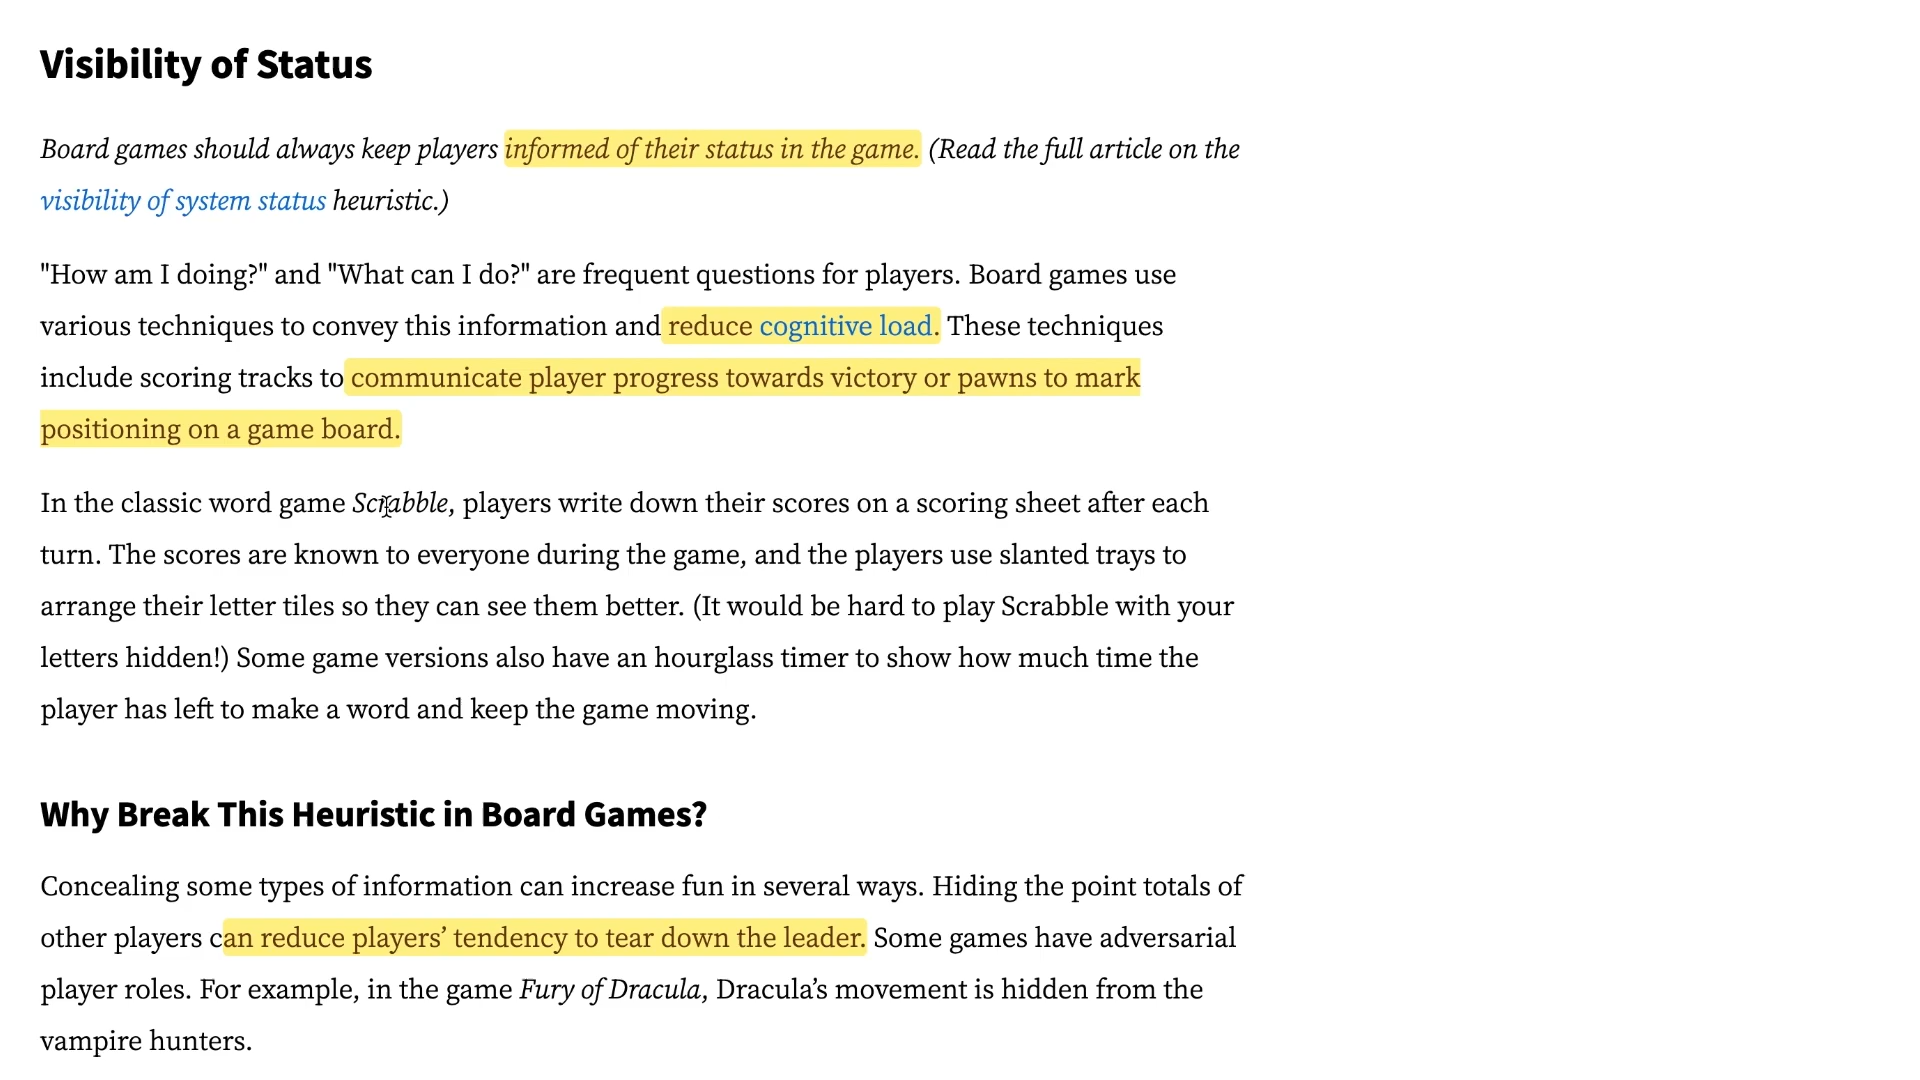 Visibility of Status
Board games should always keep players informed of their status in the game. (Read the full article on the
visibility of system status heuristic.)
"How am I doing?" and "What can I do?" are frequent questions for players. Board games use
various techniques to convey this information and reduce cognitive load. These techniques
include scoring tracks to communicate player progress towards victory or pawns to mark
positioning on a game board.
In the classic word game Scrabble, players write down their scores on a scoring sheet after each
turn. The scores are known to everyone during the game, and the players use slanted trays to
arrange their letter tiles so they can see them better. (It would be hard to play Scrabble with your
letters hidden!) Some game versions also have an hourglass timer to show how much time the
player has left to make a word and keep the game moving.
Why Break This Heuristic in Board Games?
Concealing some types of information can increase fun in several ways. Hiding the point totals of
other players can reduce players’ tendency to tear down the leader. Some games have adversarial
player roles. For example, in the game Fury of Dracula, Dracula’s movement is hidden from the
vampire hunters.